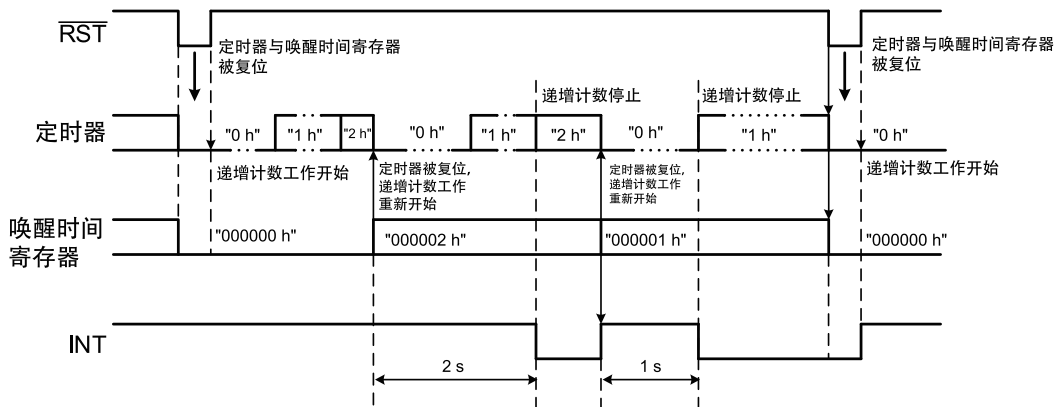 RST
定时器与唤醒时间寄存器
被复位
定时器与唤醒时间寄存器
被复位
递增计数停止
递增计数停止
定时器
"0 h"
"1 h"
"2 h"
"0 h"
"1 h"
"2 h"
"0 h"
"1 h"
"0 h"
递增计数工作开始
定时器被复位,
递增计数工作
重新开始
定时器被复位,
递增计数工作
重新开始
递增计数工作开始
唤醒时间
寄存器
"000000 h"
"000002 h"
"000001 h"
"000000 h"
INT
2 s
1 s